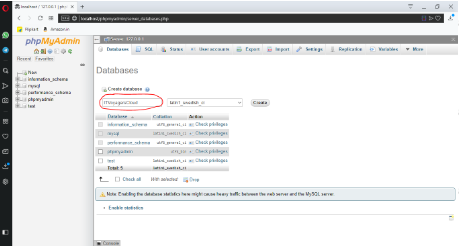 localhost / 127.0.0.1
localhost/phpmyadmin/server_databases.php
Flipkart
Amazon.in
phpMyAdmin
Recent Favorites
New
information_schema
mysql
performance_schema
phpmyadmin
test
Server: 127.0.0.1
Databases SQL Status User accounts Export Import Settings Replication Variables More
Databases
Create database
latin1_swedish_ci
Create
Database Collation Action
information_schema utf8_general_ci Check privileges
mysql latin1_swedish_ci Check privileges
performance_schema utf8_general_ci Check privileges
phpmyadmin utf8_bin Check privileges
test latin1_swedish_ci Check privileges
Total: 5 latin1_swedish_ci
Check all With selected: Drop
Note: Enabling the database statistics here might cause heavy traffic between the web server and the MySQL server.
Enable statistics
Console